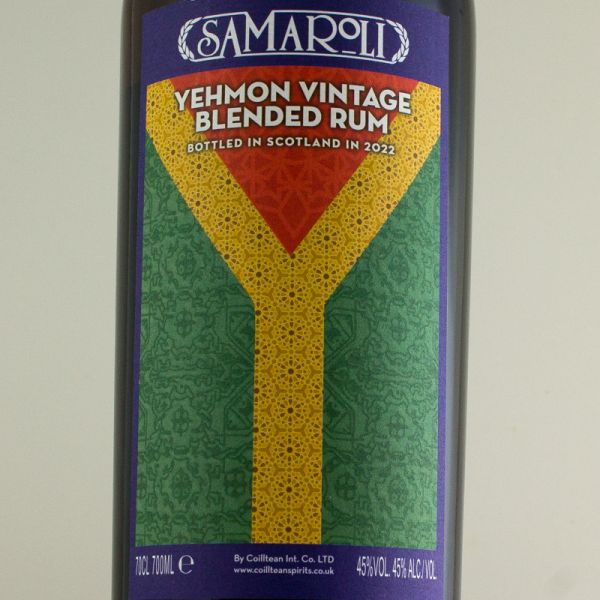 SAMAROLI
YEHMON VINTAGE
BLENDED RUM
BOTTLED IN SCOTLAND IN 2022
70CL 700ML ℮
By Coilltean Int. Co. LTD
www.coillteanspirits.co.uk
45%VOL. 45% ALC/VOL.